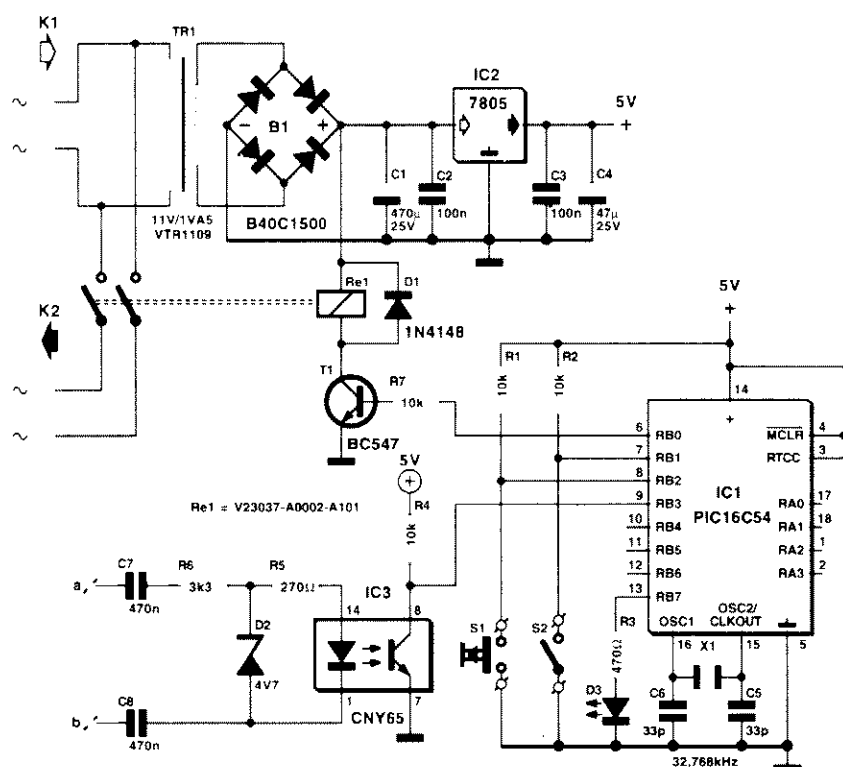 K1
TR1
~
~
B1
−
+
11V/1VA5
VTR1109
B40C1500
IC2
7805
5V
+
C1
470µ
25V
C2
100n
C3
100n
C4
47µ
25V
K2
~
~
Re1
D1
1N4148
T1
R7
10k
BC547
R1
10k
R2
10k
5V
+
14
+
6
RB0
7
RB1
8
RB2
9
RB3
10
RB4
11
RB5
12
RB6
13
RB7
MCLR
4
RTCC
3
IC1
PIC16C54
RA0
17
RA1
18
RA2
1
RA3
2
OSC1
OSC2/
CLKOUT
16
15
5
5V
+
R4
10k
Re1 = V23037-A0002-A101
a
C7
470n
R6
3k3
R5
270Ω
D2
4V7
b
C8
470n
IC3
14
8
1
7
CNY65
S1
S2
R3
470Ω
D3
X1
C6
33p
C5
33p
32,768kHz